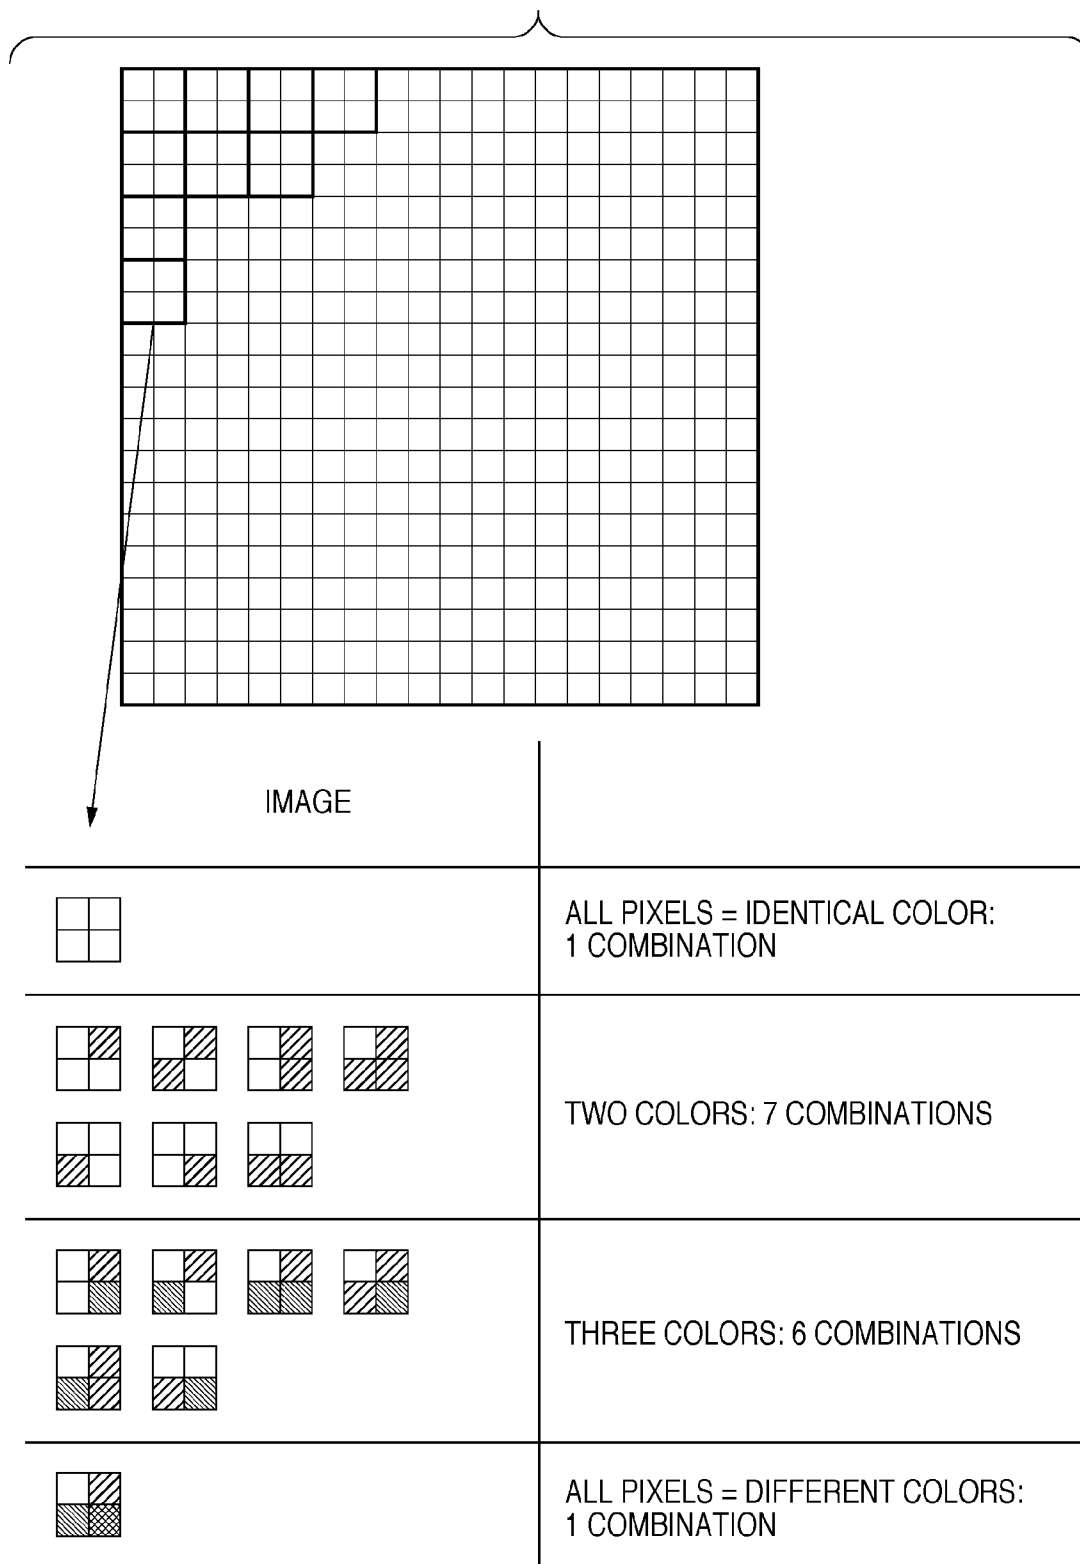 IMAGE
ALL PIXELS = IDENTICAL COLOR:
1 COMBINATION
TWO COLORS: 7 COMBINATIONS
THREE COLORS: 6 COMBINATIONS
ALL PIXELS = DIFFERENT COLORS:
1 COMBINATION